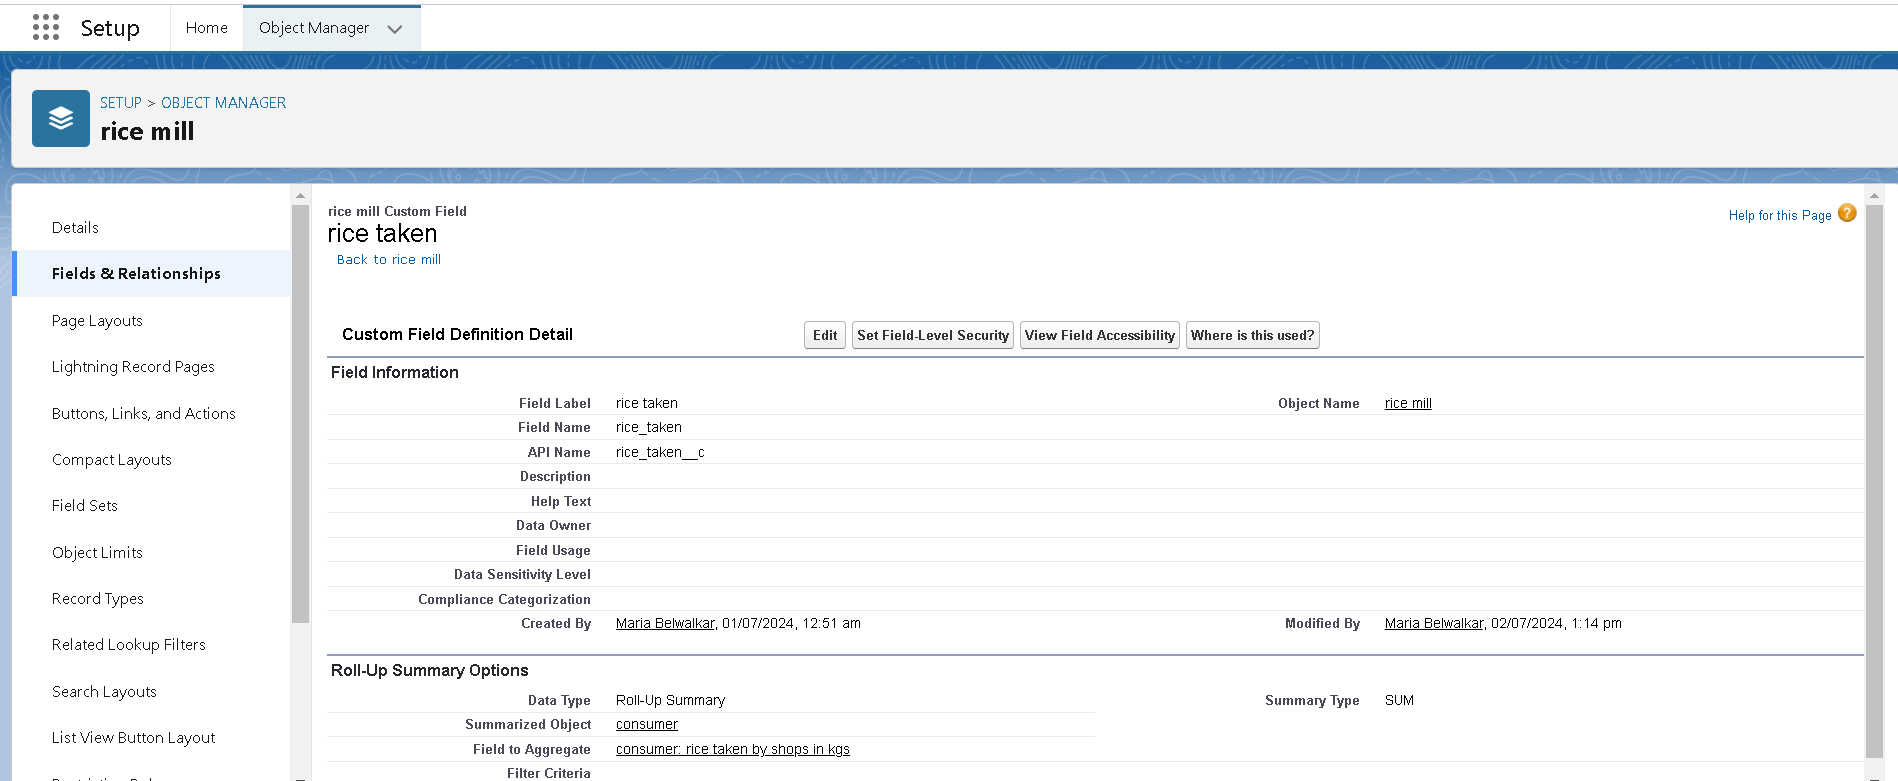 Setup
Home
Object Manager
SETUP > OBJECT MANAGER
rice mill
Details
Fields & Relationships
Page Layouts
Lightning Record Pages
Buttons, Links, and Actions
Compact Layouts
Field Sets
Object Limits
Record Types
Related Lookup Filters
Search Layouts
List View Button Layout
rice mill Custom Field
rice taken
Back to rice mill
Help for this Page ?
Custom Field Definition Detail
Edit
Set Field-Level Security
View Field Accessibility
Where is this used?
Field Information
Field Label rice taken Object Name rice mill
Field Name rice_taken
API Name rice_taken__c
Description
Help Text
Data Owner
Field Usage
Data Sensitivity Level
Compliance Categorization
Created By Maria Belwalkar, 01/07/2024, 12:51 am Modified By Maria Belwalkar, 02/07/2024, 1:14 pm
Roll-Up Summary Options
Data Type Roll-Up Summary Summary Type SUM
Summarized Object consumer
Field to Aggregate consumer: rice taken by shops in kgs
Filter Criteria